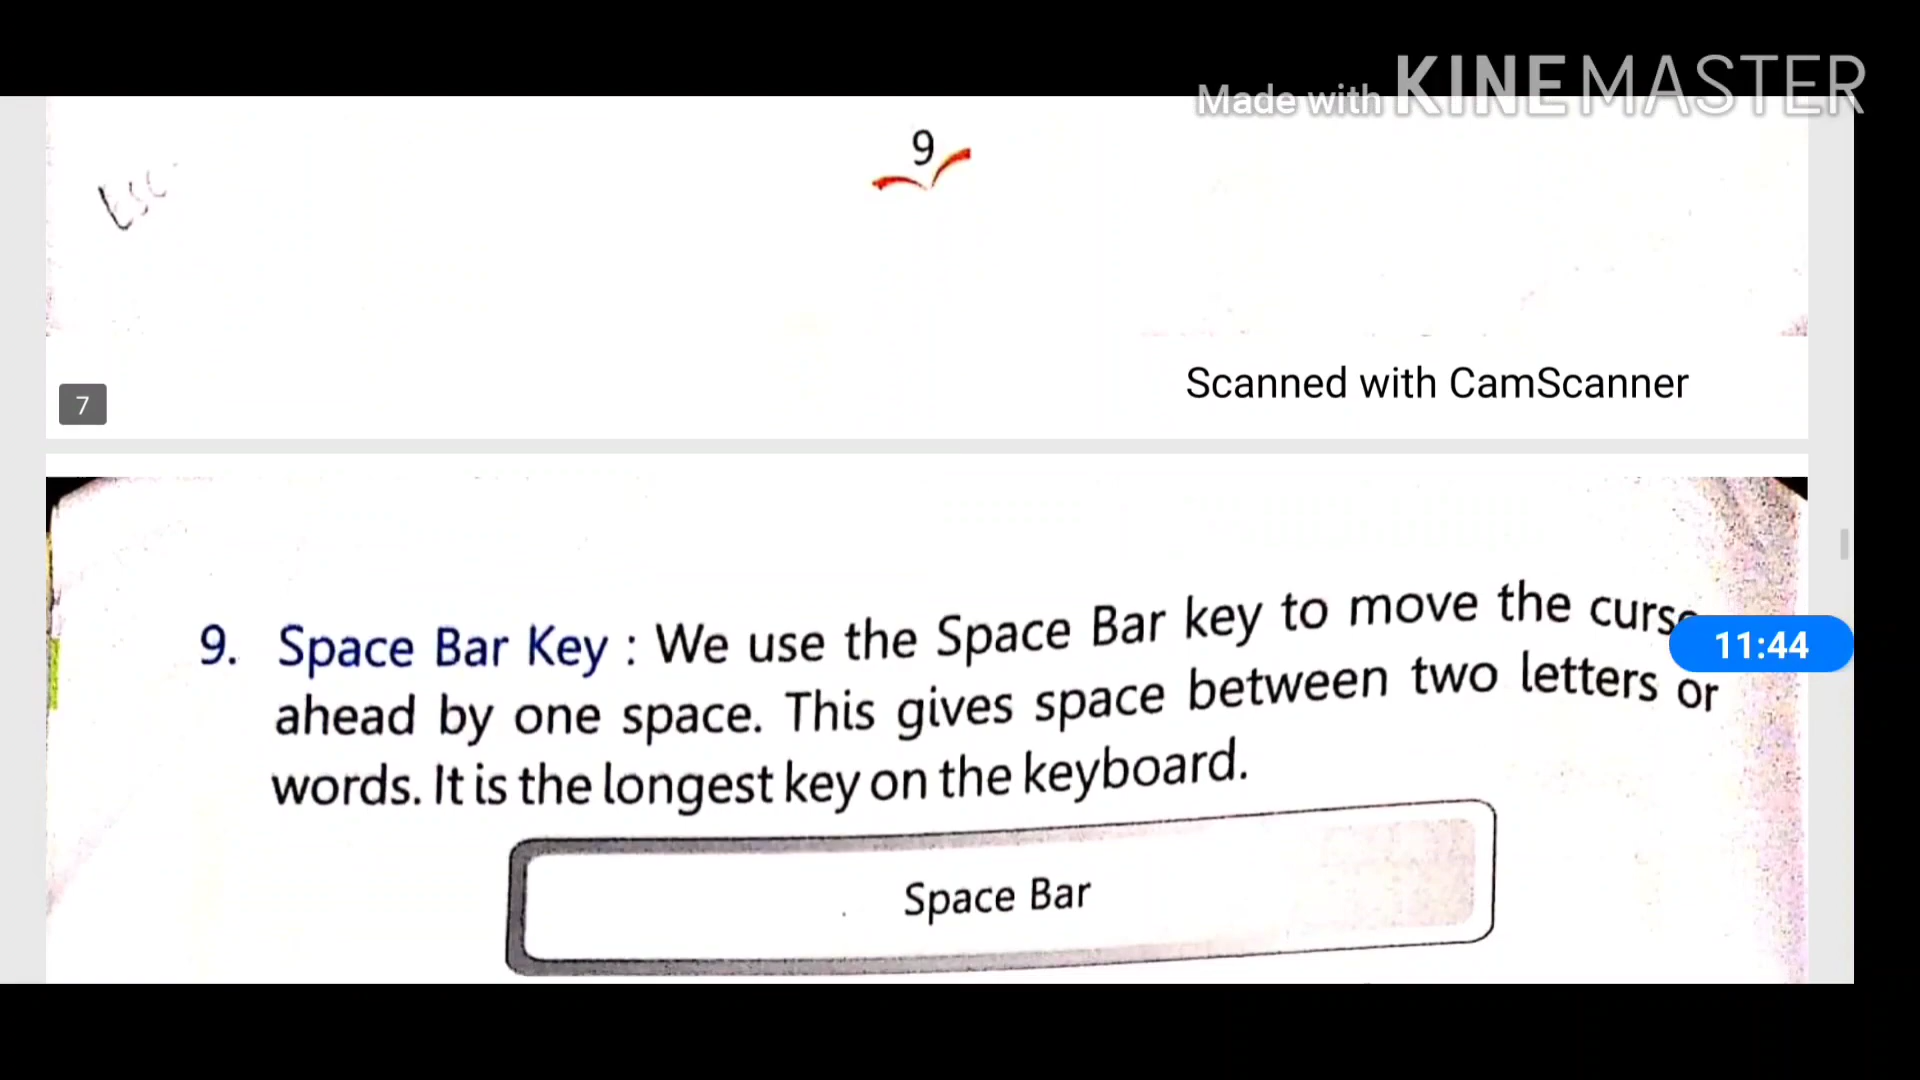 Made with KINEMASTER
9
Esc
Scanned with CamScanner
7
9. Space Bar Key : We use the Space Bar key to move the curs
11:44
ahead by one space. This gives space between two letters or
words. It is the longest key on the keyboard.
Space Bar